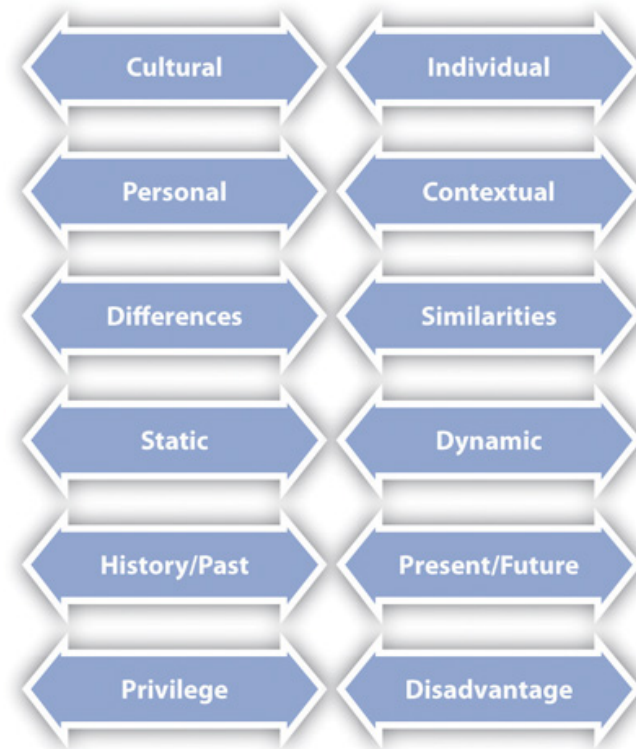 Cultural
Individual
Personal
Contextual
Differences
Similarities
Static
Dynamic
History/Past
Present/Future
Privilege
Disadvantage